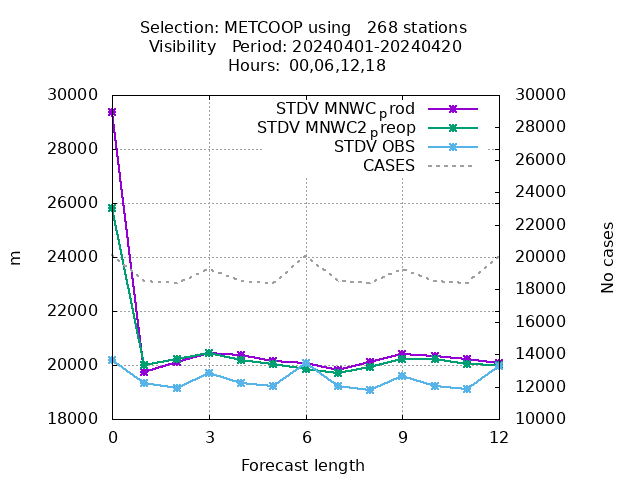 Selection: METCOOP using 268 stations
Visibility Period: 20240401-20240420
Hours: 00,06,12,18
30000 30000
STDV MNWCprod
STDV MNWC2preop
STDV OBS
CASES
28000
26000
24000
22000
20000
18000
28000
26000
24000
22000
20000
18000
16000
14000
12000
10000
m
No cases
0 3 6 9 12
Forecast length